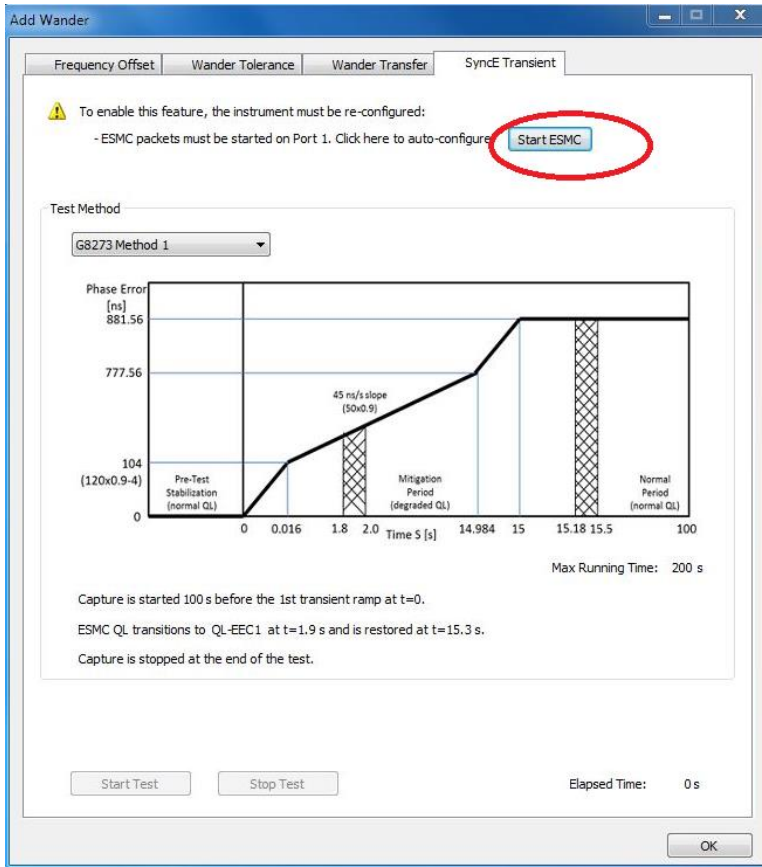 Add Wander
Frequency Offset
Wander Tolerance
Wander Transfer
SyncE Transient
To enable this feature, the instrument must be re-configured:
- ESMC packets must be started on Port 1. Click here to auto-configure
Start ESMC
Test Method
G8273 Method 1
Phase Error
[ns]
881.56
777.56
45 ns/s slope
(50x0.9)
104
(120x0.9-4)
Pre-Test
Stabilization
(normal QL)
Mitigation
Period
(degraded QL)
Normal
Period
(normal QL)
0
0 0.016 1.8 2.0 Time S [s] 14.984 15 15.18 15.5 100
Max Running Time: 200 s
Capture is started 100 s before the 1st transient ramp at t=0.
ESMC QL transitions to QL-EEC1 at t=1.9 s and is restored at t=15.3 s.
Capture is stopped at the end of the test.
Start Test
Stop Test
Elapsed Time: 0 s
OK